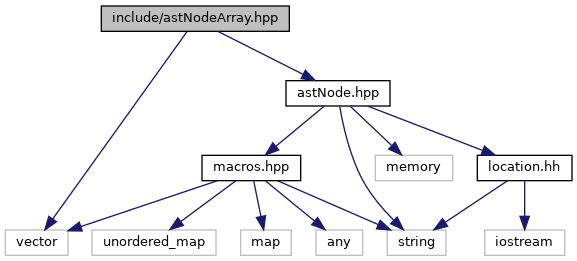 include/astNodeArray.hpp
astNode.hpp
macros.hpp
memory
location.hh
vector
unordered_map
map
any
string
iostream